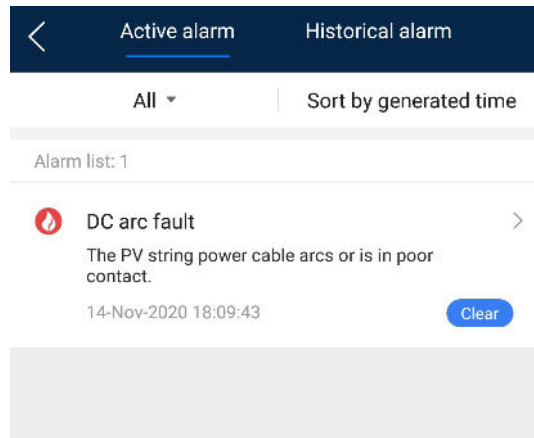 Active alarm Historical alarm
All Sort by generated time
Alarm list: 1
DC arc fault
The PV string power cable arcs or is in poor
contact.
14-Nov-2020 18:09:43 Clear